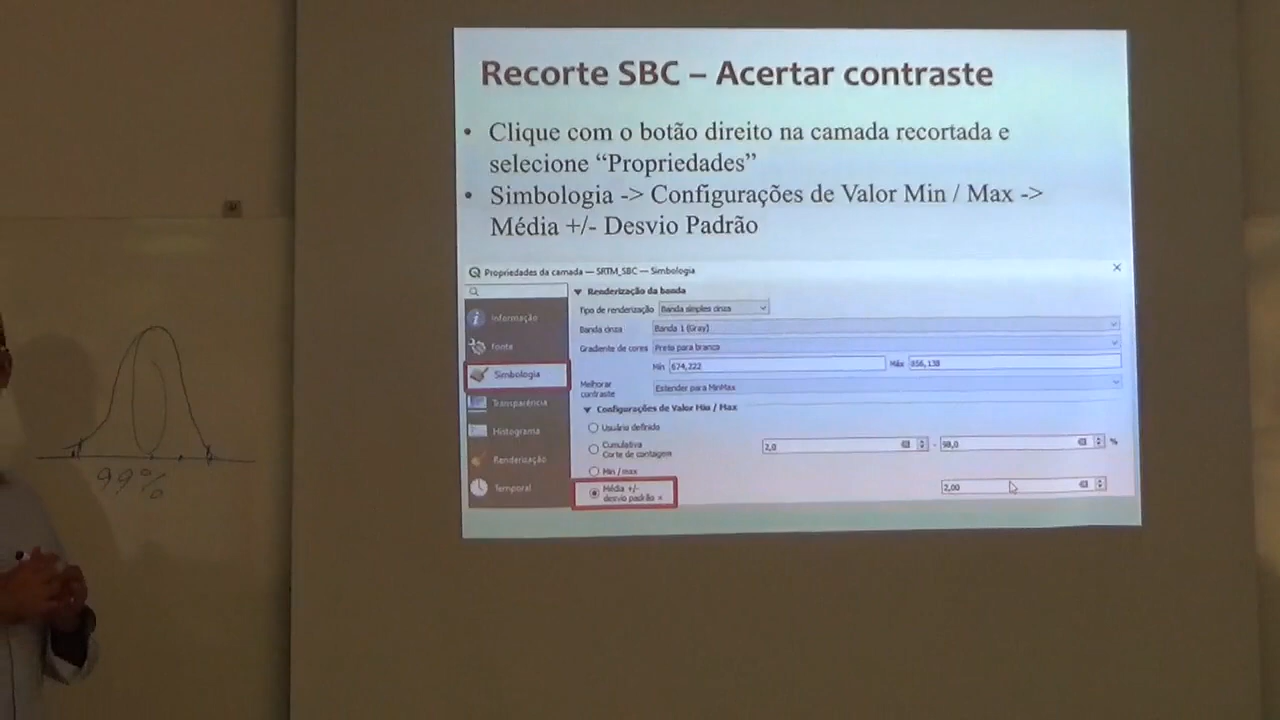 Recorte SBC – Acertar contraste
• Clique com o botão direito na camada recortada e
selecione “Propriedades”
• Simbologia -> Configurações de Valor Min / Max ->
Média +/- Desvio Padrão
Propriedades da camada — SRTM_SBC — Simbologia
Informação
Fonte
Simbologia
Transparência
Histograma
Renderização
Temporal
Renderização da banda
Tipo de renderização Banda simples cinza
Banda cinza Banda 1 (Gray)
Gradiente de cores Preto para branco
Mín 674,222 Máx 856,138
Melhorar
contraste Estender para MinMax
Configurações de Valor Min / Max
Usuário definido
Cumulativa
Corte de contagem 2,0 - 98,0 %
Min / max
Média +/-
desvio padrão × 2,00
99%